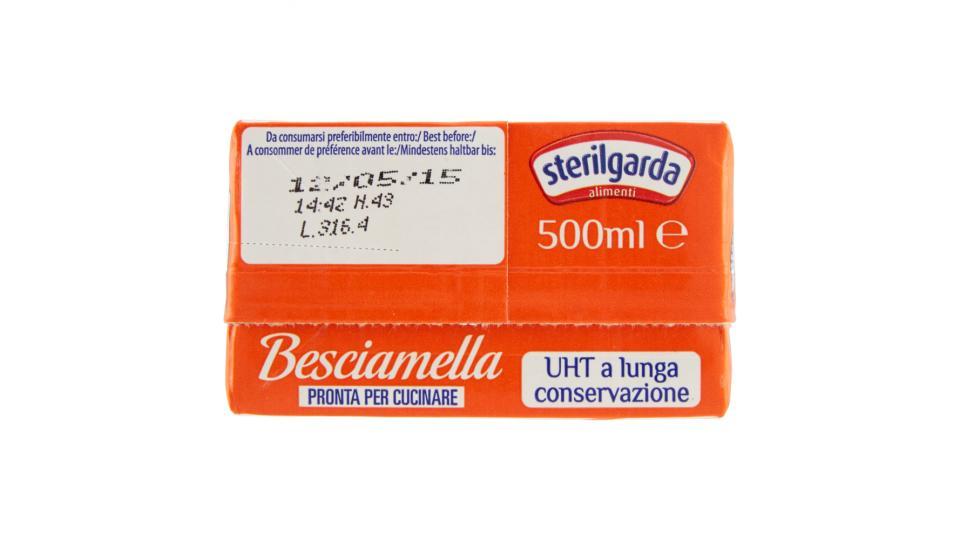 Da consumarsi preferibilmente entro:/ Best before:/
A consommer de préférence avant le:/Mindestens haltbar bis:
12/05/15
14:42 H.43
L.316.4
sterilgarda
alimenti
500ml ℮
Besciamella
PRONTA PER CUCINARE
UHT a lunga
conservazione